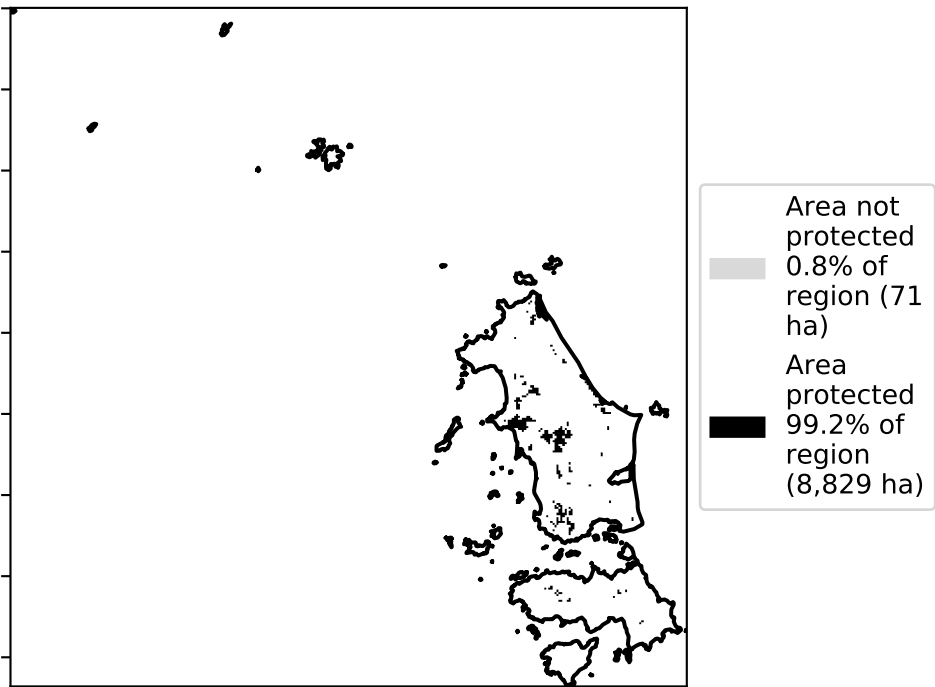 Area not
protected
0.8% of
region (71
ha)
Area
protected
99.2% of
region
(8,829 ha)